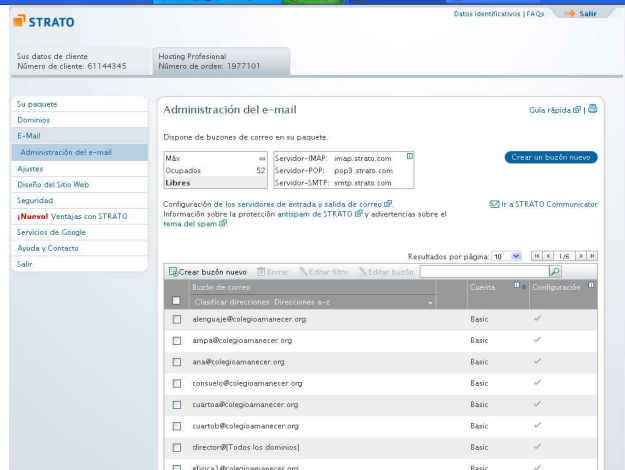 Datos identificativos | FAQs
Salir
STRATO
Sus datos de cliente
Número de cliente: 61144345
Hosting Profesional
Número de orden: 1977101
Su paquete
Dominios
E-Mail
Administración del e-mail
Ajustes
Diseño del Sitio Web
Seguridad
¡Nuevo! Ventajas con STRATO
Servicios de Google
Ayuda y Contacto
Salir
Administración del e-mail
Guía rápida |
Dispone de buzones de correo en su paquete.
Máx ∞
Ocupados 52
Libres
Servidor-IMAP: imap.strato.com
Servidor-POP: pop3.strato.com
Servidor-SMTP: smtp.strato.com
Crear un buzón nuevo
Configuración de los servidores de entrada y salida de correo.
Información sobre la protección antispam de STRATO y advertencias sobre el
tema del spam.
Ir a STRATO Communicator
Resultados por página: 10
1/6
Crear buzón nuevo Borrar Editar filtro Editar buzón
Buzón de correo Cuenta Configuración
Clasificar direcciones: Direcciones a-z
alenguaje@colegioamanecer.org Basic
ampa@colegioamanecer.org Basic
ana@colegioamanecer.org Basic
consuelo@colegioamanecer.org Basic
cuartoa@colegioamanecer.org Basic
cuartob@colegioamanecer.org Basic
director@[Todos los dominios] Basic
efisica1@colegioamanecer.org Basic